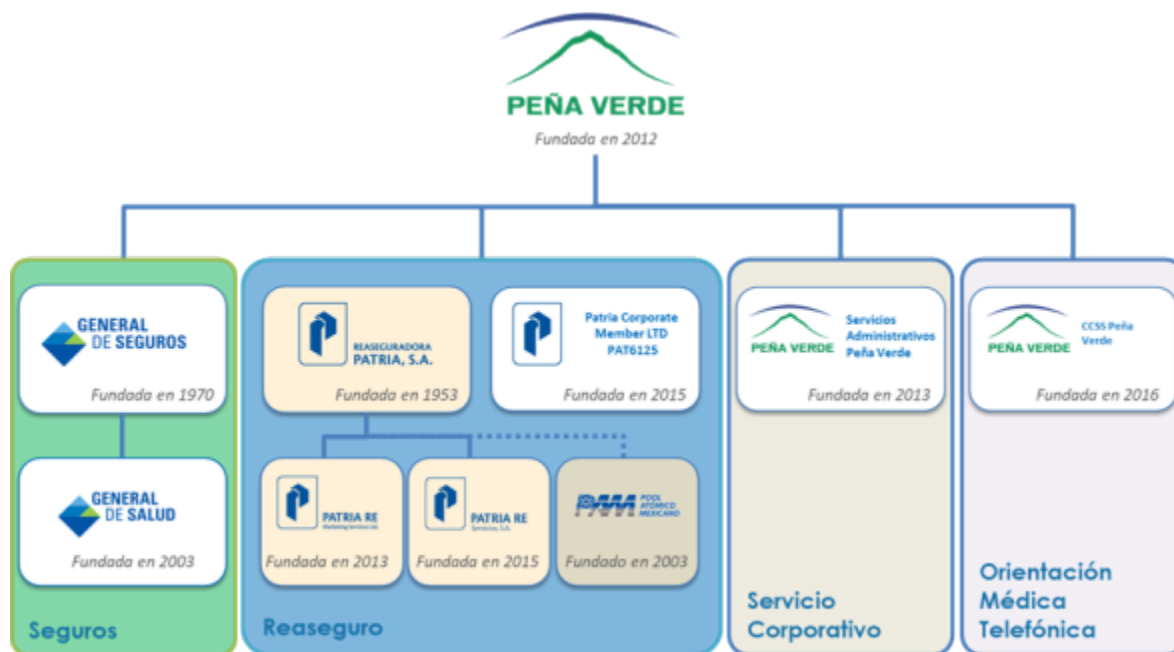 PEÑA VERDE
Fundada en 2012
GENERAL
DE SEGUROS
Fundada en 1970
GENERAL
DE SALUD
Fundada en 2003
Seguros
REASEGURADORA
PATRIA, S.A.
Fundada en 1953
Patria Corporate
Member LTD
PAT6125
Fundada en 2015
PATRIA RE
Marketing Services Ltd
Fundada en 2013
PATRIA RE
Servicios, S.A.
Fundada en 2015
PAM
POOL
ATÓMICO
MEXICANO
Fundado en 2003
Reaseguro
PEÑA VERDE
Servicios
Administrativos
Peña Verde
Fundada en 2013
Servicio
Corporativo
PEÑA VERDE
CCSS Peña
Verde
Fundada en 2016
Orientación
Médica
Telefónica